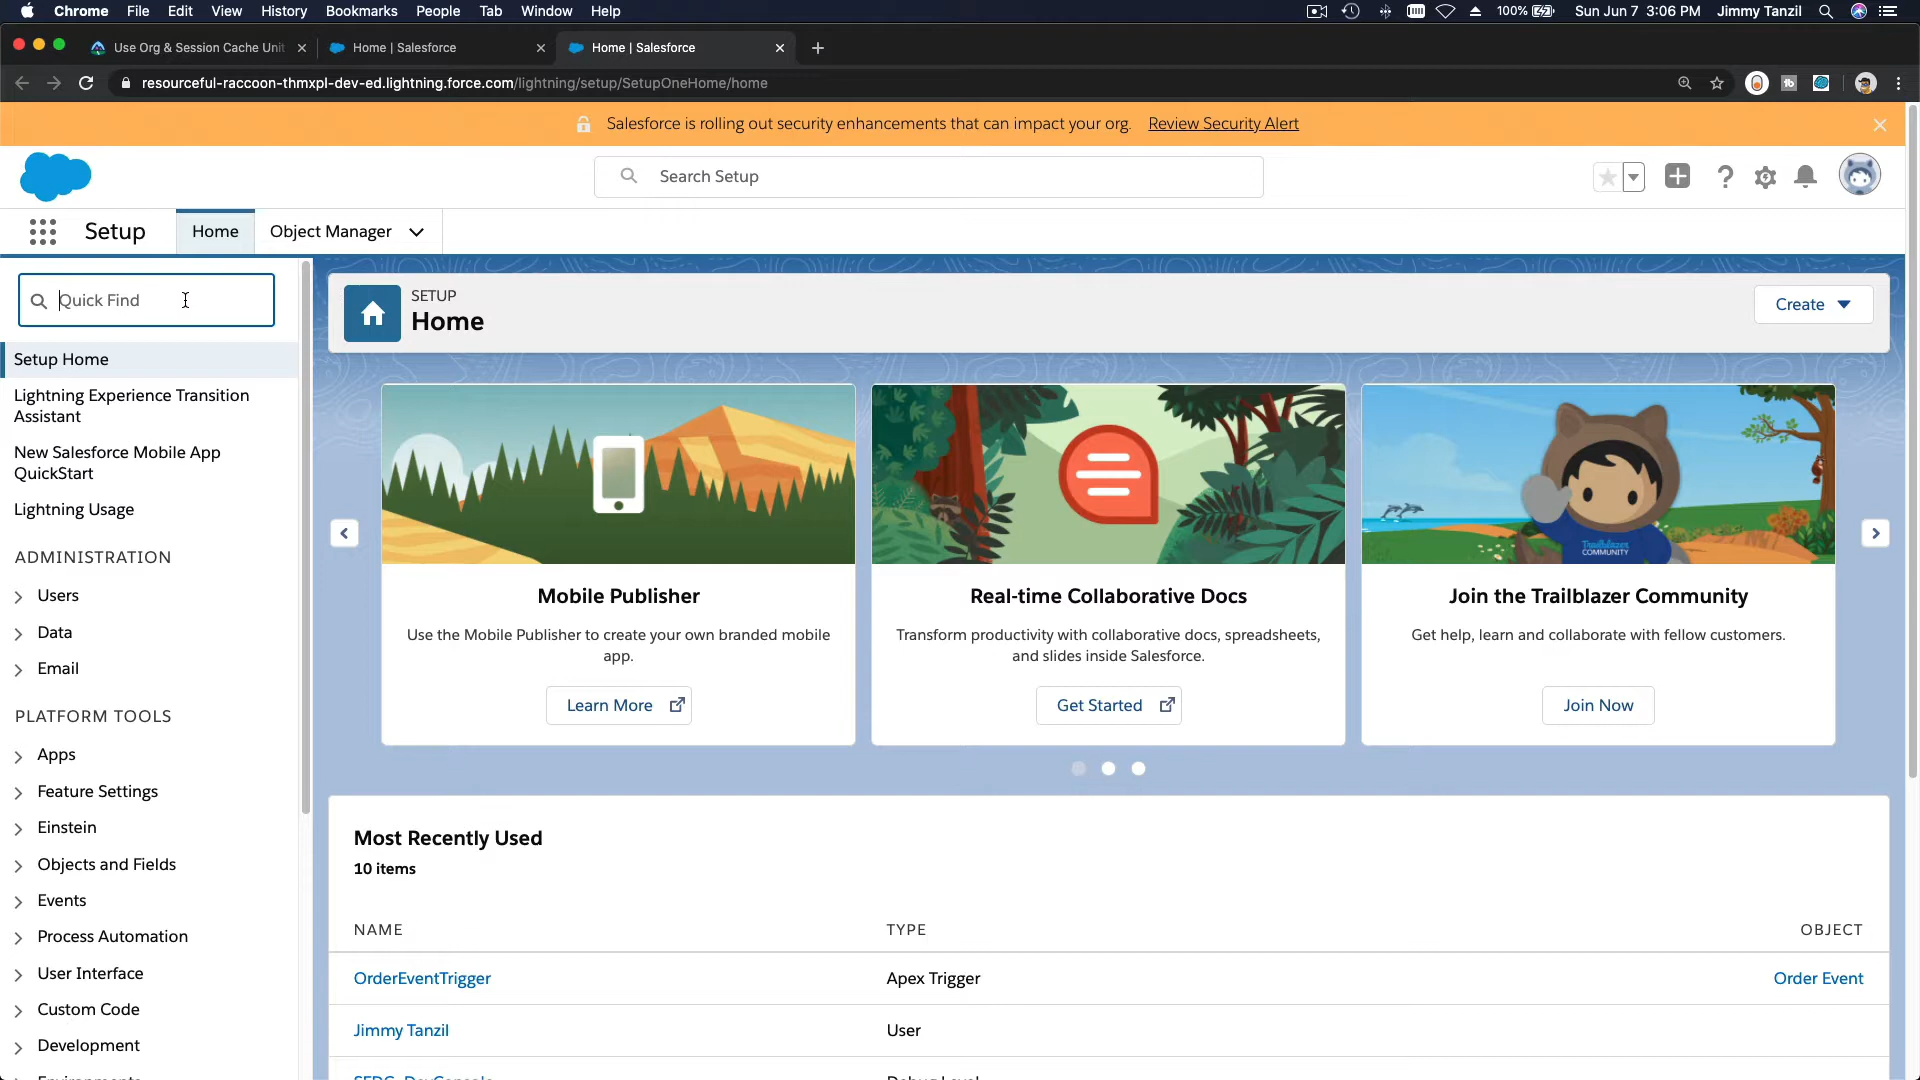 Chrome File Edit View History Bookmarks People Tab Window Help 100% Sun Jun 7 3:06 PM Jimmy Tanzil
Use Org & Session Cache Unit Home | Salesforce Home | Salesforce
resourceful-raccoon-thmxpl-dev-ed.lightning.force.com/lightning/setup/SetupOneHome/home
Salesforce is rolling out security enhancements that can impact your org. Review Security Alert
Search Setup
Setup Home Object Manager
Quick Find
Setup Home
Lightning Experience Transition
Assistant
New Salesforce Mobile App
QuickStart
Lightning Usage
ADMINISTRATION
Users
Data
Email
PLATFORM TOOLS
Apps
Feature Settings
Einstein
Objects and Fields
Events
Process Automation
User Interface
Custom Code
Development
SETUP
Home
Create
Trailblazer
COMMUNITY
Mobile Publisher
Use the Mobile Publisher to create your own branded mobile
app.
Learn More
Real-time Collaborative Docs
Transform productivity with collaborative docs, spreadsheets,
and slides inside Salesforce.
Get Started
Join the Trailblazer Community
Get help, learn and collaborate with fellow customers.
Join Now
Most Recently Used
10 items
NAME TYPE OBJECT
OrderEventTrigger Apex Trigger Order Event
Jimmy Tanzil User